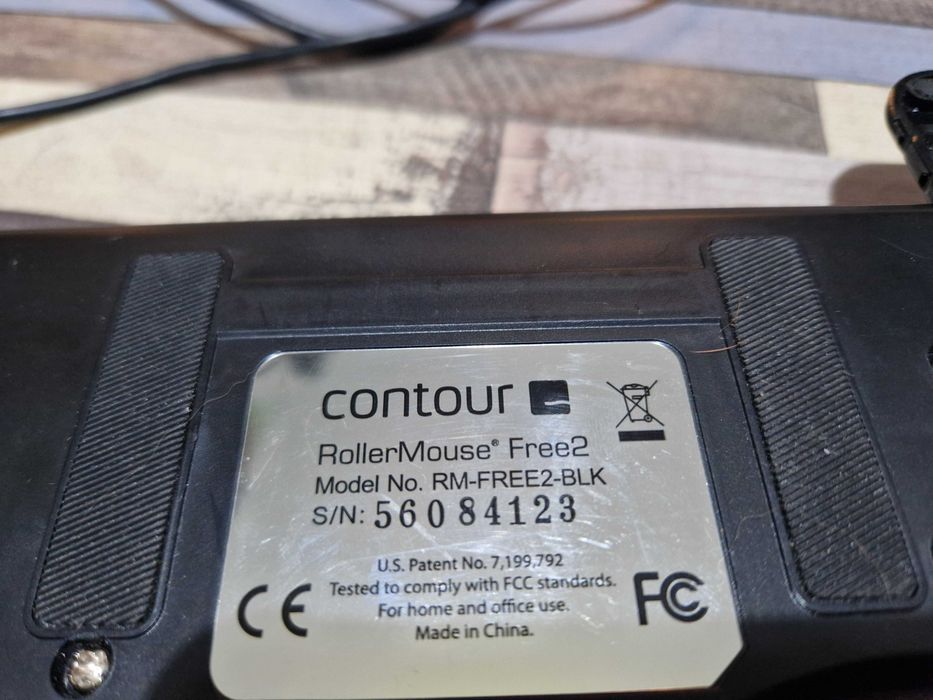 contour
RollerMouse® Free2
Model No. RM-FREE2-BLK
S/N: 56084123
U.S. Patent No. 7,199,792
Tested to comply with FCC standards.
For home and office use.
Made in China.
CE
FC